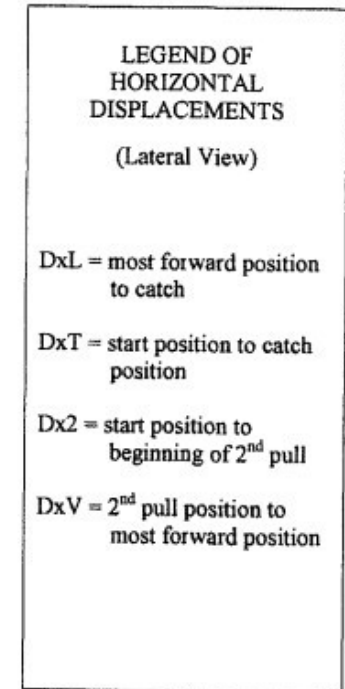 LEGEND OF
HORIZONTAL
DISPLACEMENTS
(Lateral View)
DxL = most forward position
to catch
DxT = start position to catch
position
Dx2 = start position to
beginning of 2nd pull
DxV = 2nd pull position to
most forward position